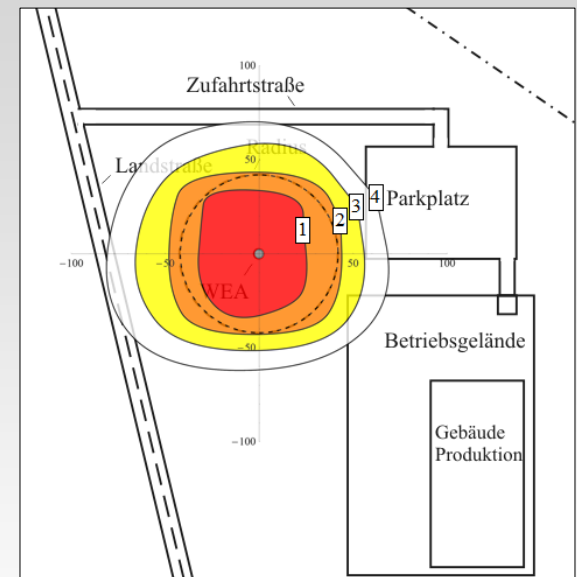 100
Zufahrtstraße
Radius
Landstraße
50
4
Parkplatz
3
2
1
-100
-50
50
100
WEA
-50
Betriebsgelände
-100
Gebäude
Produktion